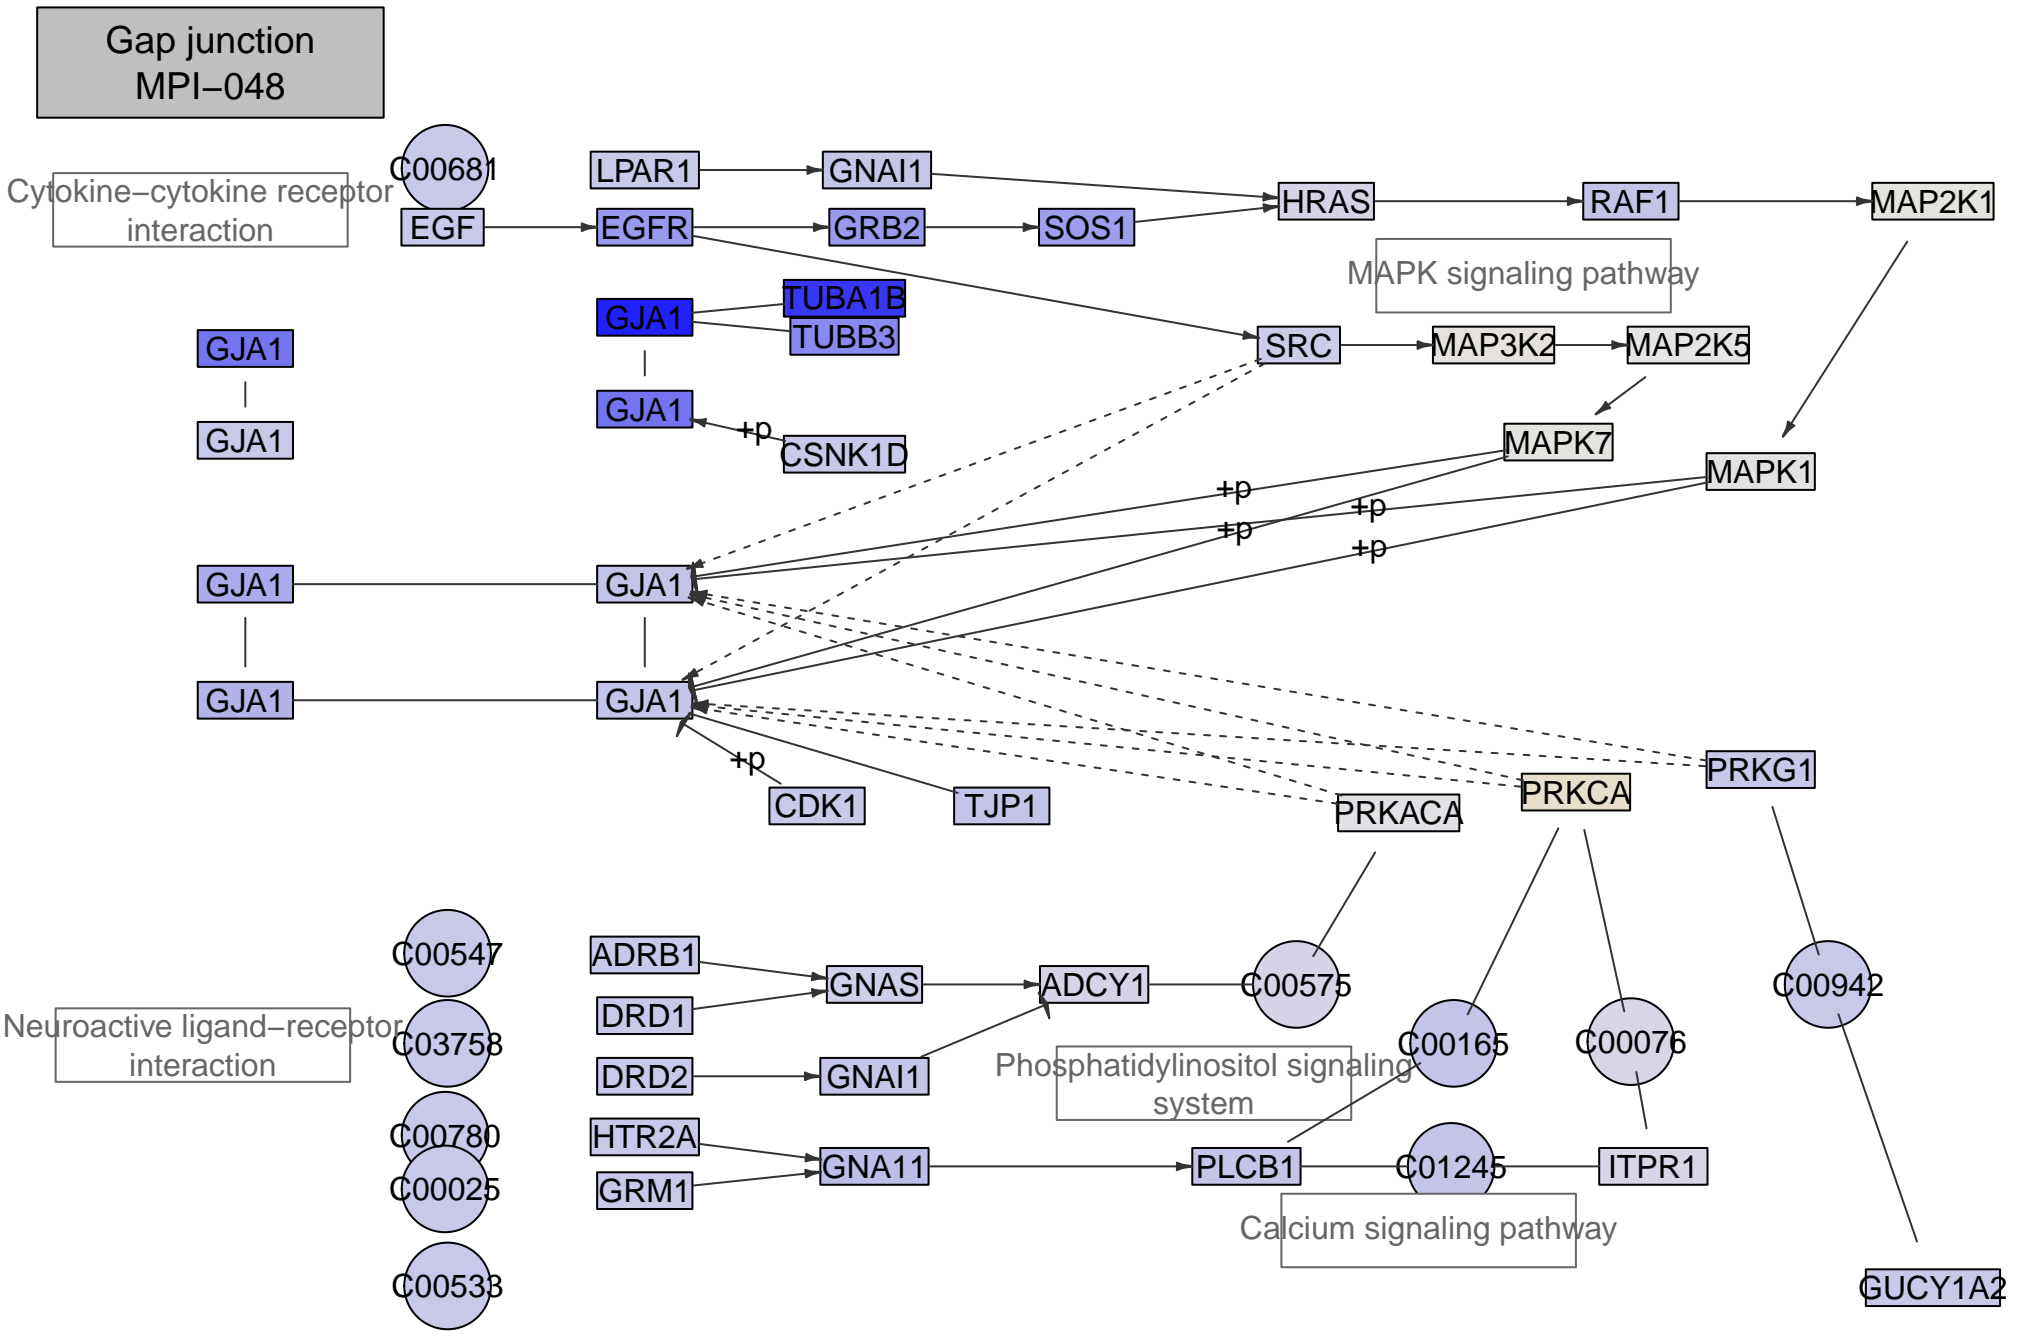 Gap junction
MPI−048
C00681
LPAR1
GNAI1
Cytokine−cytokine receptor
interaction
HRAS
RAF1
MAP2K1
EGF
EGFR
GRB2
SOS1
MAPK signaling pathway
TUBA1B
GJA1
TUBB3
GJA1
SRC
MAP3K2
MAP2K5
GJA1
+p
GJA1
CSNK1D
MAPK7
MAPK1
+p
+p
+p
+p
GJA1
GJA1
GJA1
GJA1
+p
PRKG1
CDK1
TJP1
PRKACA
PRKCA
C00547
ADRB1
GNAS
ADCY1
C00575
C00942
DRD1
Neuroactive ligand−receptor
interaction
C03758
C00165
C00076
DRD2
GNAI1
Phosphatidylinositol signaling
system
C00780
HTR2A
GNA11
PLCB1
C01245
ITPR1
C00025
GRM1
Calcium signaling pathway
C00533
GUCY1A2